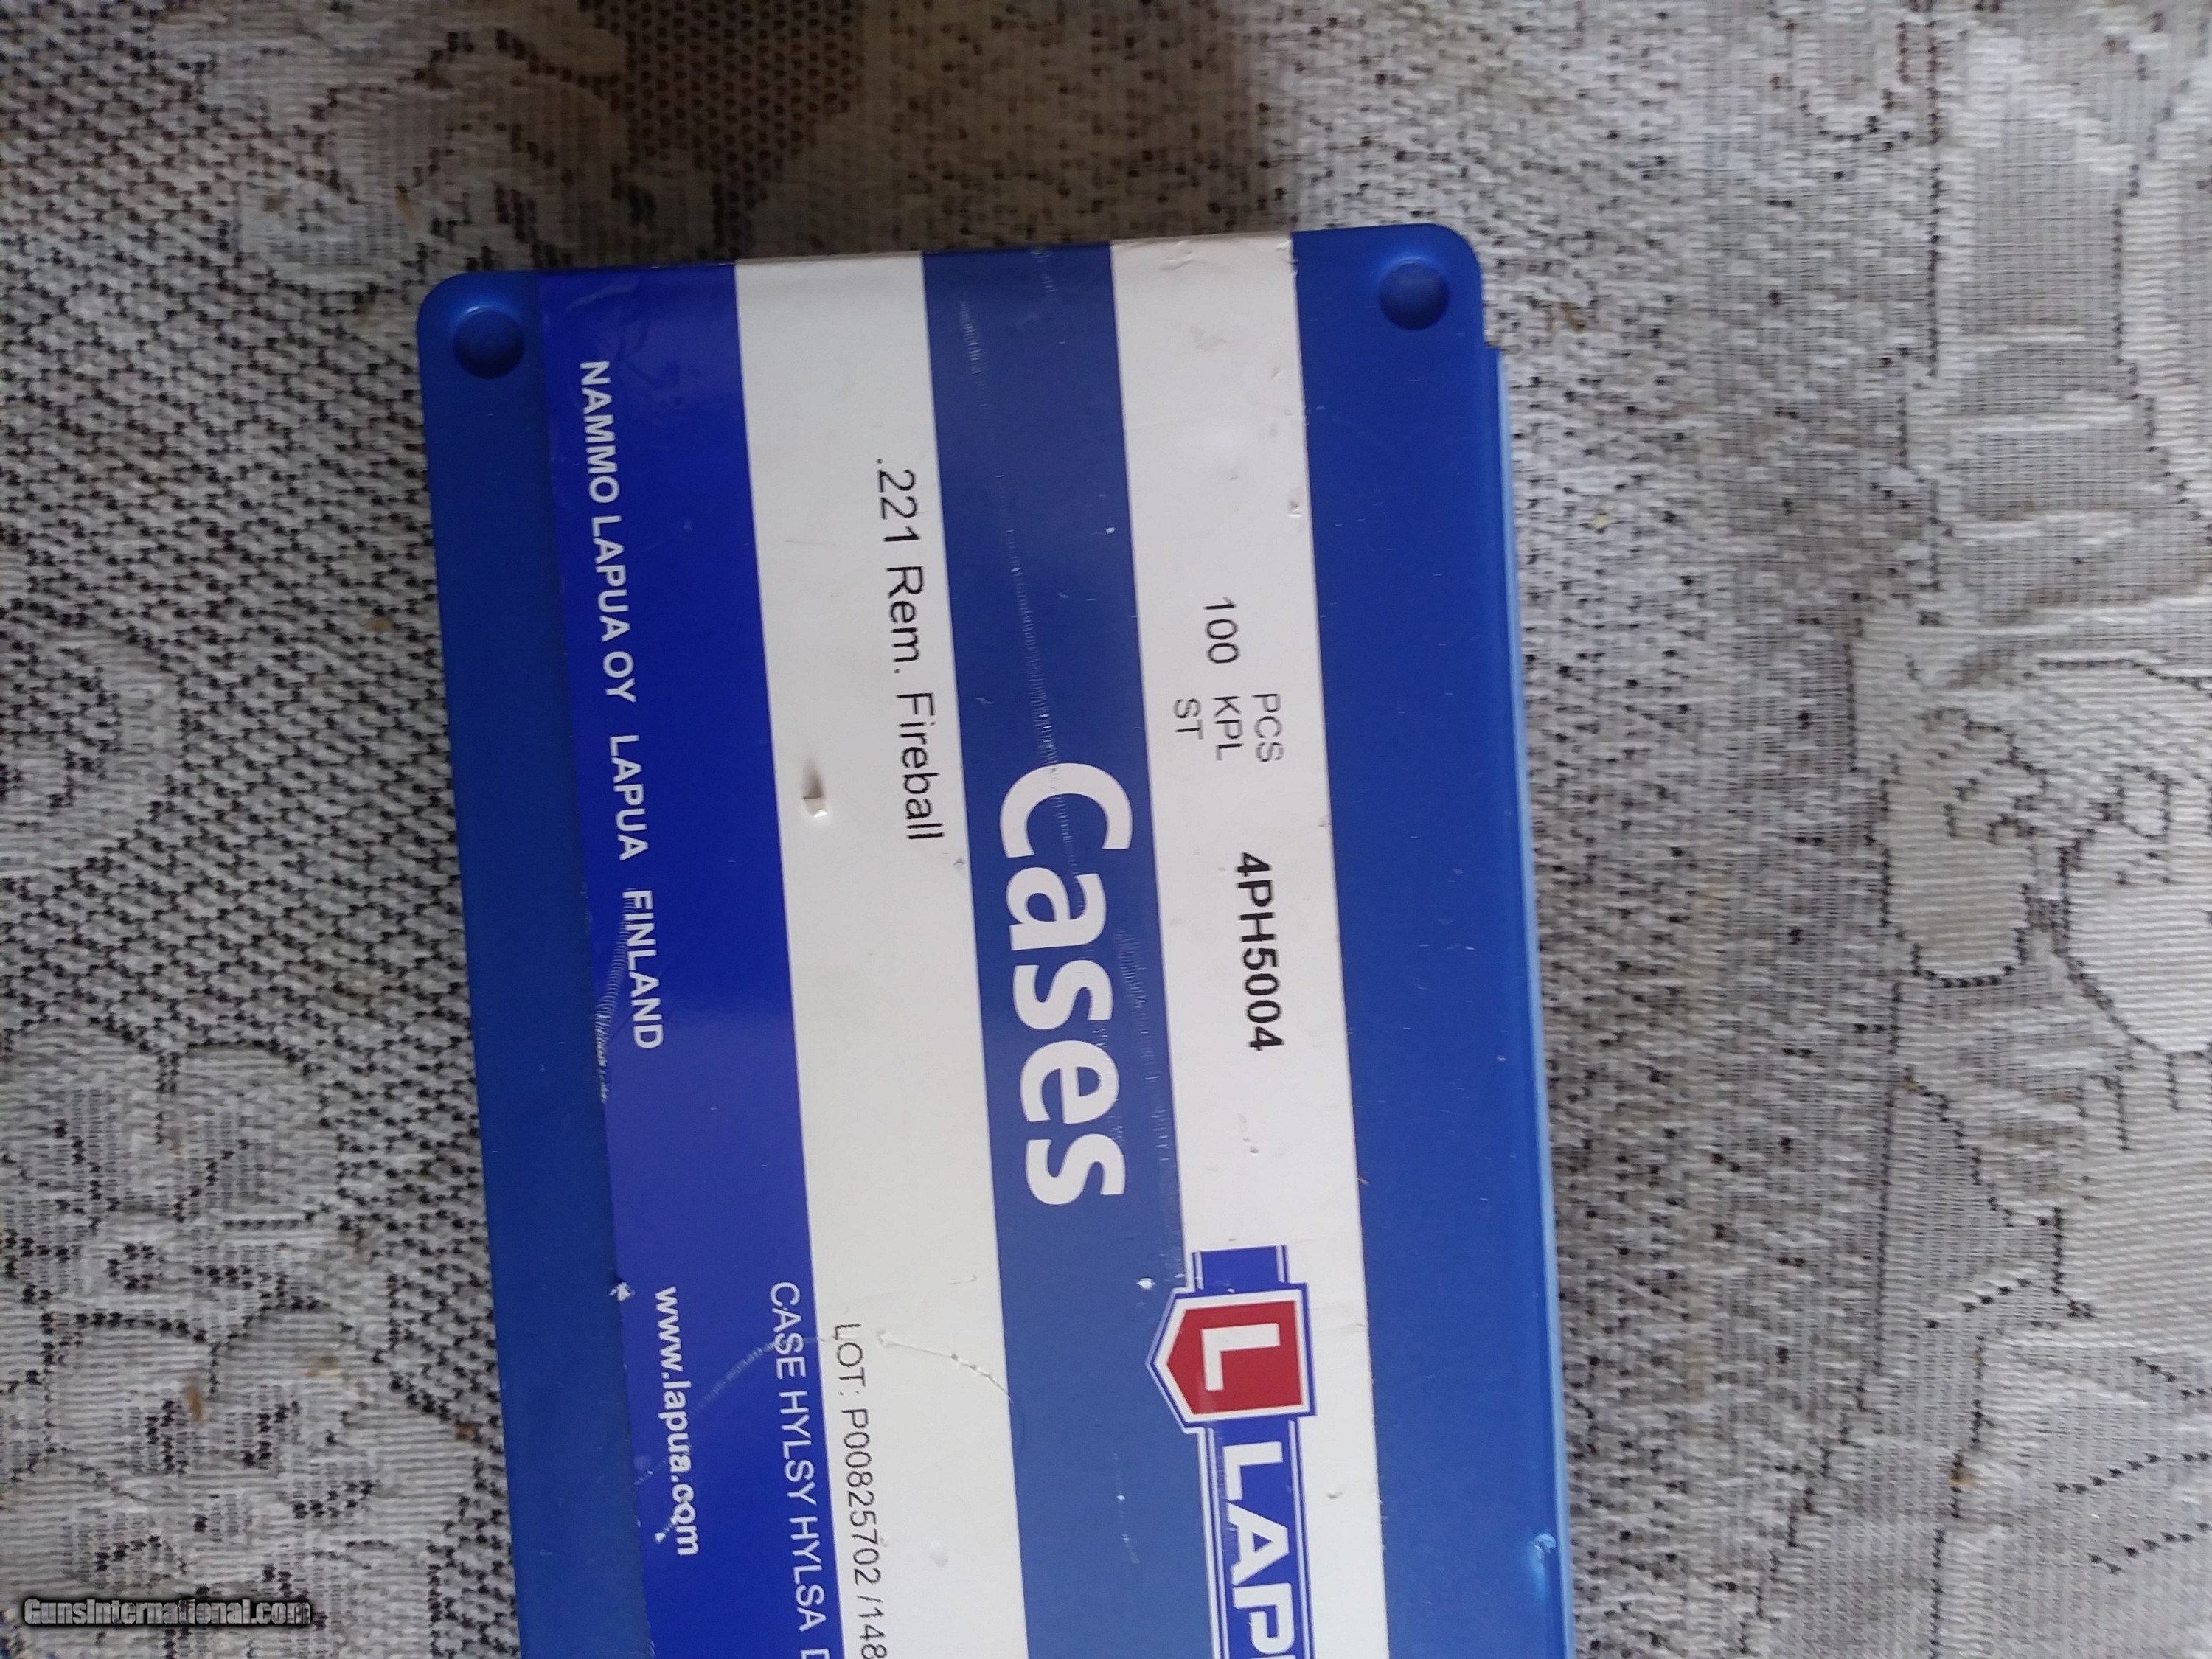 100 PCS
KPL
ST
4PH5004
L
Cases
.221 Rem. Fireball
LOT: P00825702 /148
CASE HYLSY HYLSA
NAMMO LAPUA OY LAPUA FINLAND
www.lapua.com
GunsInternational.com